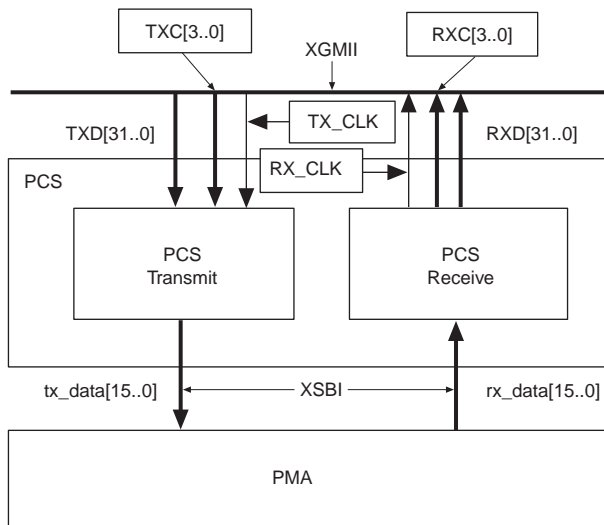 TXC[3..0]
RXC[3..0]
XGMII
TXD[31..0]
TX_CLK
RXD[31..0]
RX_CLK
PCS
PCS
Transmit
PCS
Receive
tx_data[15..0]
XSBI
rx_data[15..0]
PMA